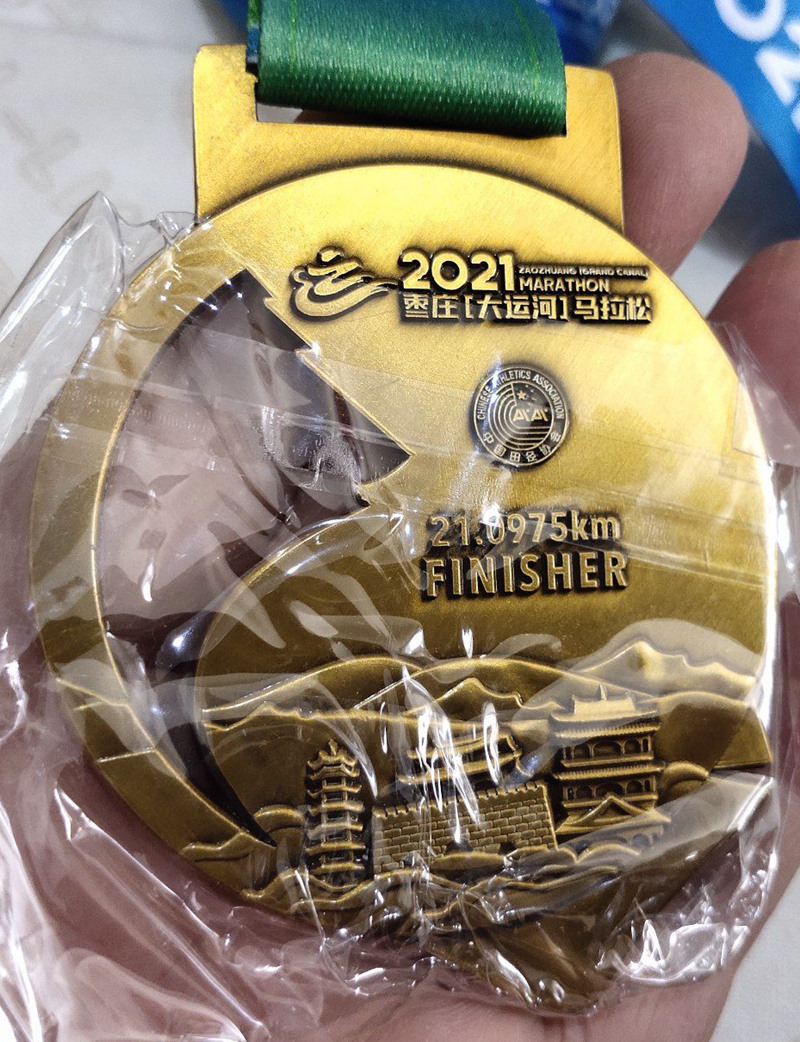 2021
ZAOZHUANG (GRAND CANAL)
MARATHON
枣庄[大运河]马拉松
CHINESE ATHLETICS ASSOCIATION
CAA
中国田径协会
21.0975km
FINISHER